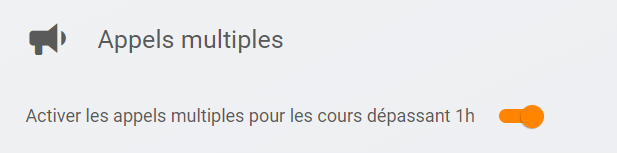 Appels multiples
Activer les appels multiples pour les cours dépassant 1h